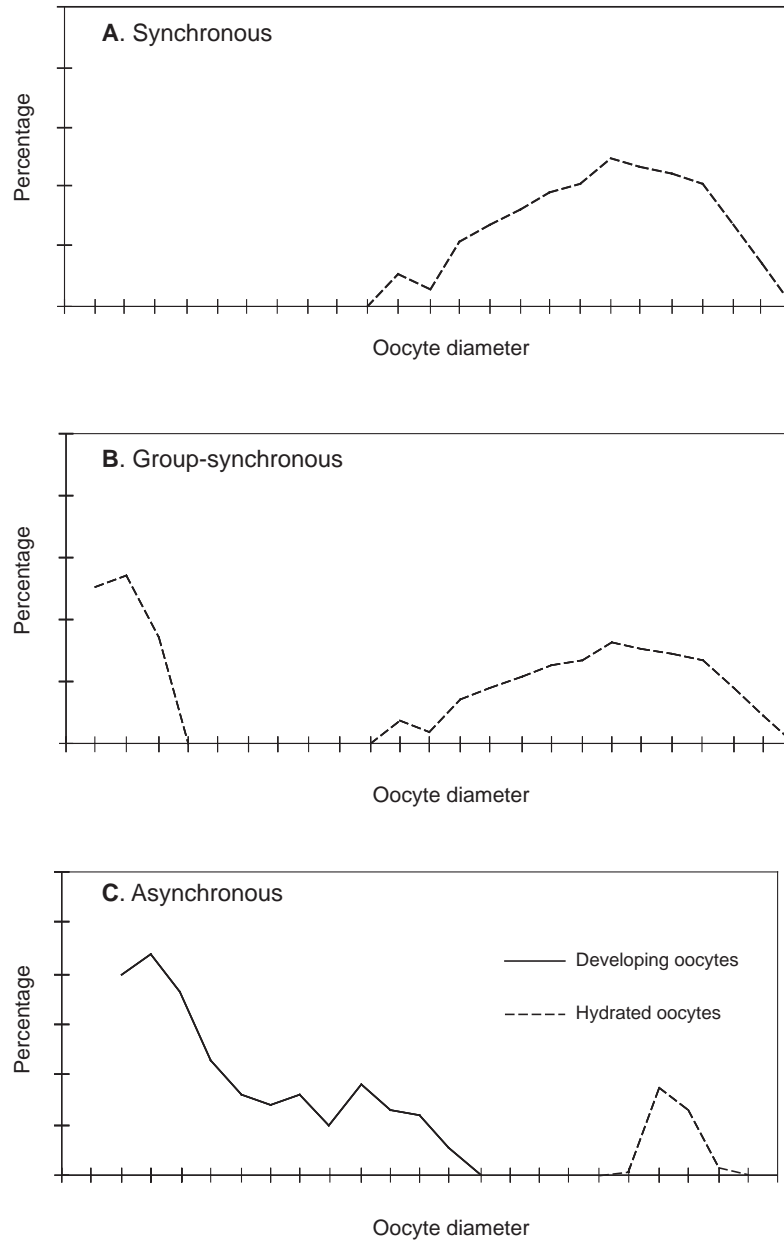 A. Synchronous
Percentage
Oocyte diameter
B. Group-synchronous
Percentage
Oocyte diameter
C. Asynchronous
Developing oocytes
Hydrated oocytes
Percentage
Oocyte diameter